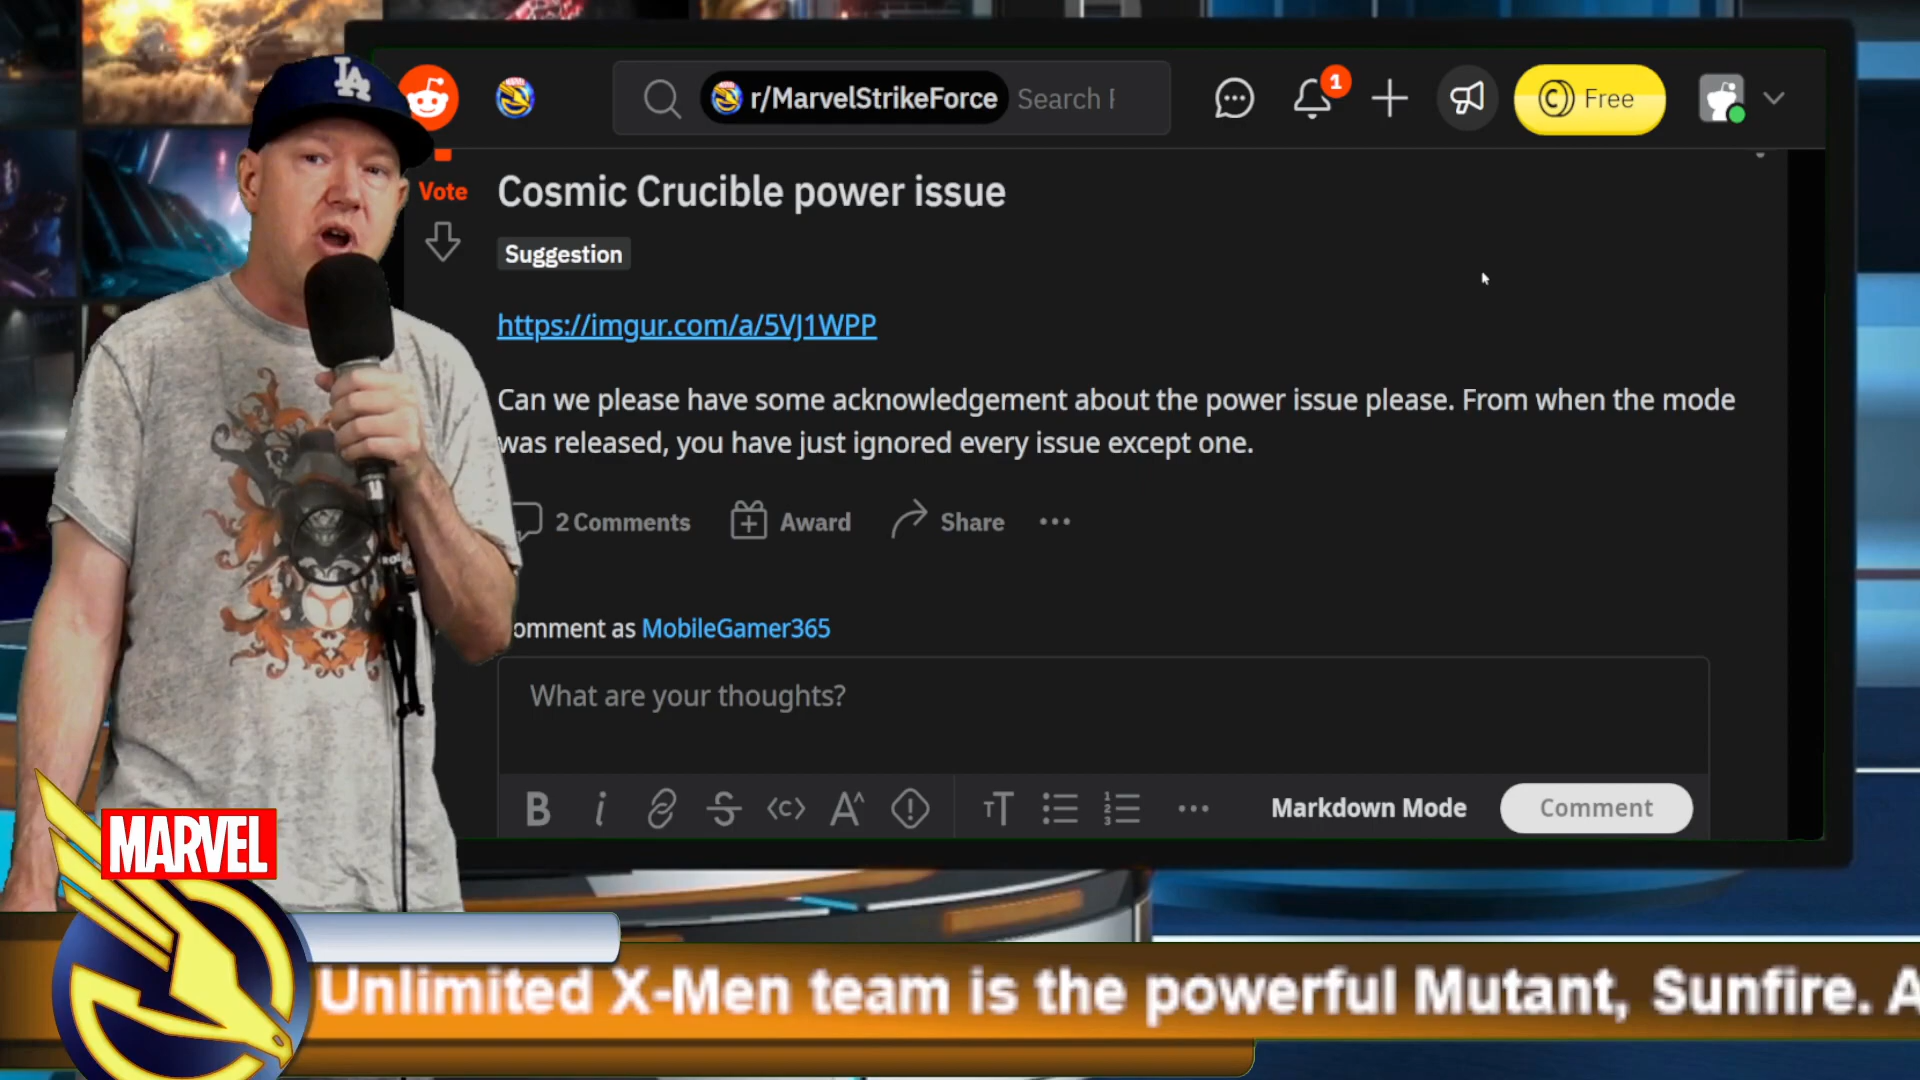 LA
r/MarvelStrikeForce
Search
1
Free
Vote
Cosmic Crucible power issue
Suggestion
https://imgur.com/a/5VJ1WPP
Can we please have some acknowledgement about the power issue please. From when the mode
was released, you have just ignored every issue except one.
2 Comments
Award
Share
omment as MobileGamer365
What are your thoughts?
Markdown Mode
Comment
MARVEL
Unlimited X-Men team is the powerful Mutant, Sunfire. A